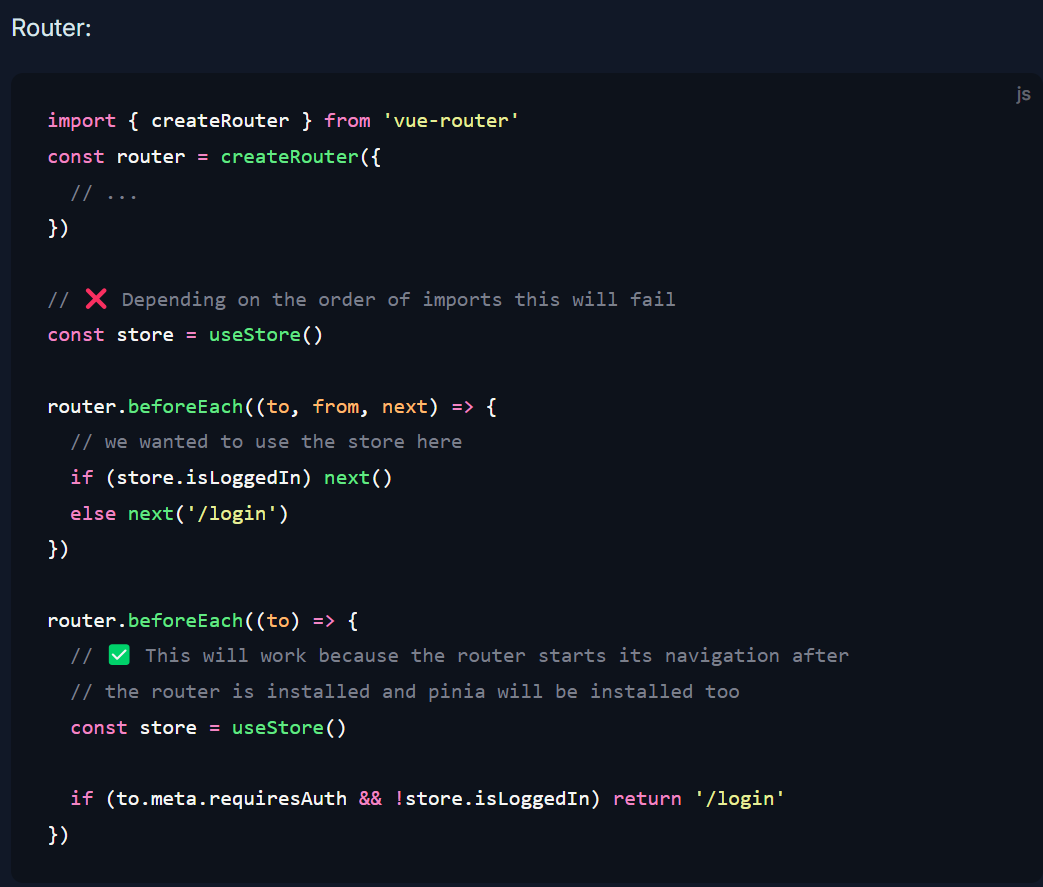 Router:
js
import { createRouter } from 'vue-router'
const router = createRouter({
  // ...
})

// ❌ Depending on the order of imports this will fail
const store = useStore()

router.beforeEach((to, from, next) => {
  // we wanted to use the store here
  if (store.isLoggedIn) next()
  else next('/login')
})

router.beforeEach((to) => {
  // ✅ This will work because the router starts its navigation after
  // the router is installed and pinia will be installed too
  const store = useStore()

  if (to.meta.requiresAuth && !store.isLoggedIn) return '/login'
})